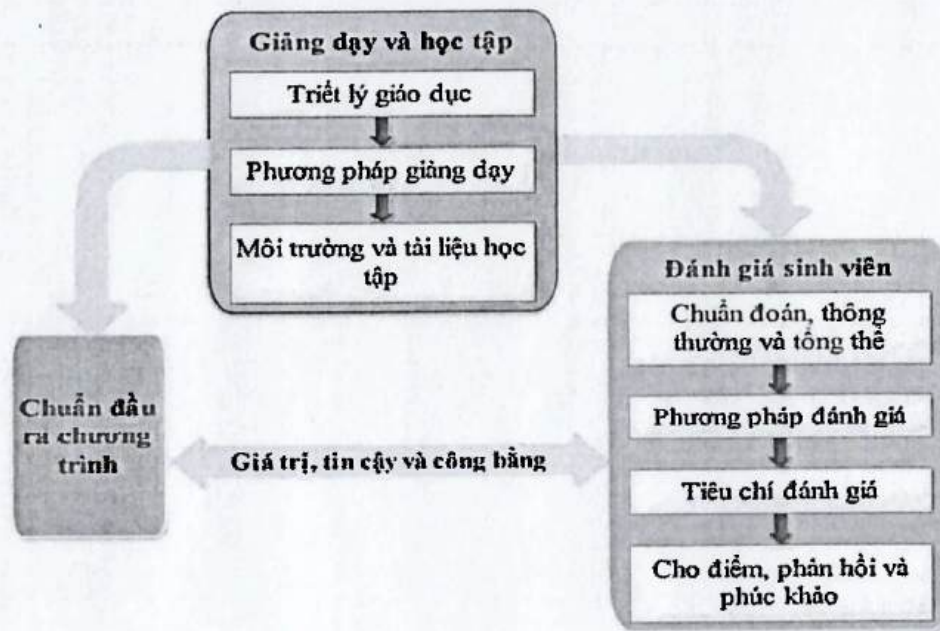 Giảng dạy và học tập
Triết lý giáo dục
Phương pháp giảng dạy
Môi trường và tài liệu học
tập
Đánh giá sinh viên
Chuẩn đoán, thông
thường và tổng thể
Phương pháp đánh giá
Tiêu chí đánh giá
Cho điểm, phản hồi và
phúc khảo
Chuẩn đầu
ra chương
trình
Giá trị, tin cậy và công bằng